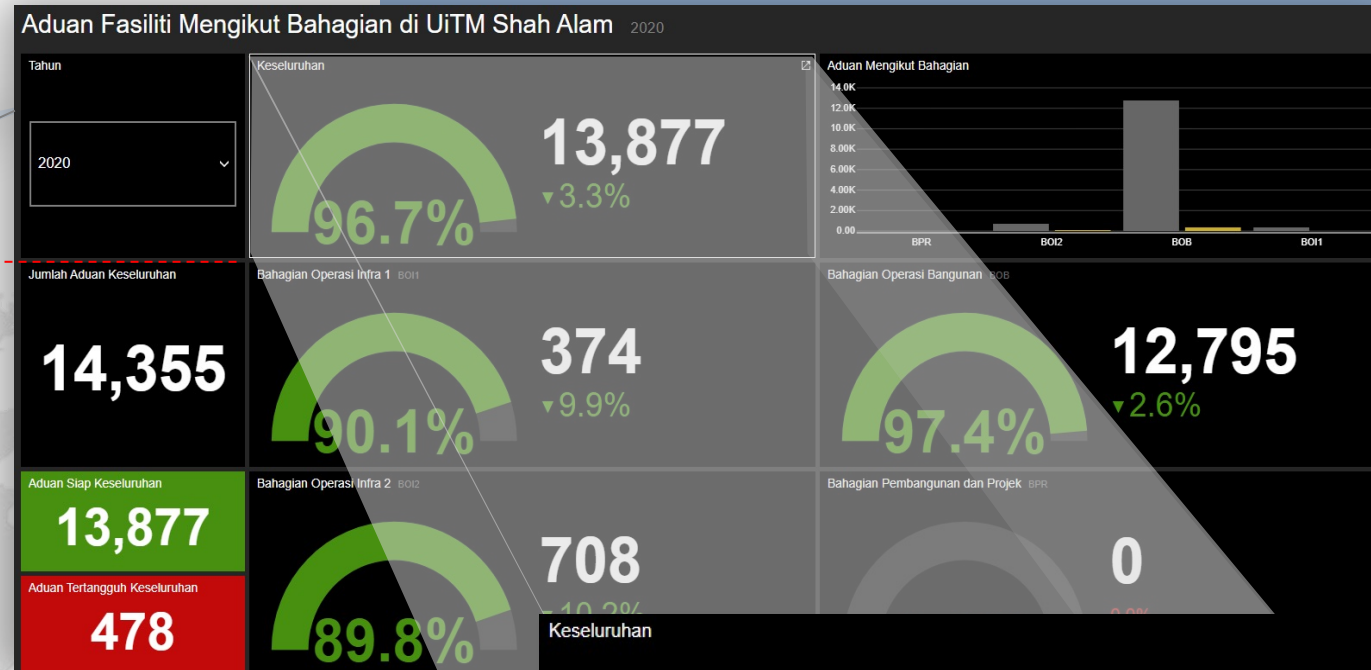 Aduan Fasiliti Mengikut Bahagian di UiTM Shah Alam 2020
Tahun
2020
Keseluruhan
96.7%
13,877
▼3.3%
Aduan Mengikut Bahagian
14.0K
12.0K
10.0K
8.00K
6.00K
4.00K
2.00K
0.00
BPR
BOI2
BOB
BOI1
Jumlah Aduan Keseluruhan
14,355
Bahagian Operasi Infra 1 BOI1
90.1%
374
▼9.9%
Bahagian Operasi Bangunan BOB
97.4%
12,795
▼2.6%
Aduan Siap Keseluruhan
13,877
Aduan Tertangguh Keseluruhan
478
Bahagian Operasi Infra 2 BOI2
89.8%
708
▼10.2%
Bahagian Pembangunan dan Projek BPR
0
Keseluruhan